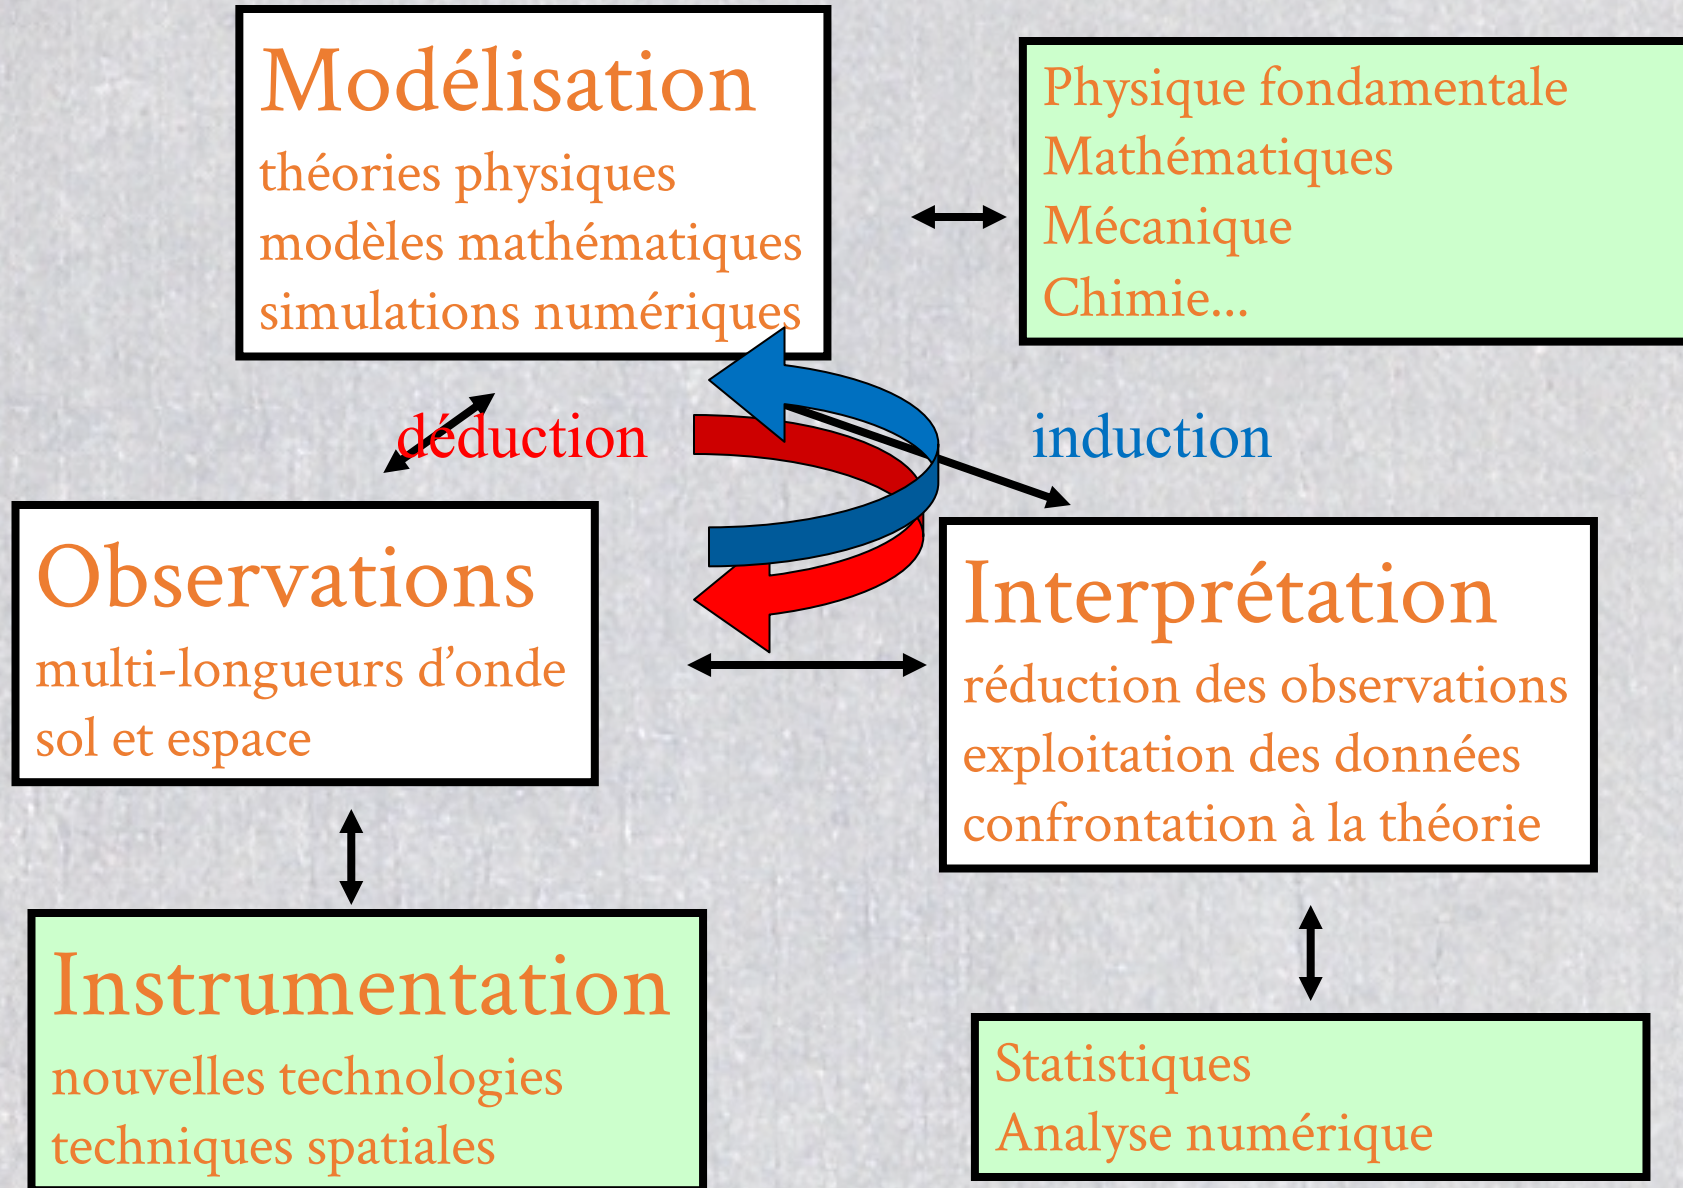 Modélisation
théories physiques
modèles mathématiques
simulations numériques
Physique fondamentale
Mathématiques
Mécanique
Chimie...
déduction
induction
Observations
multi-longueurs d’onde
sol et espace
Interprétation
réduction des observations
exploitation des données
confrontation à la théorie
Instrumentation
nouvelles technologies
techniques spatiales
Statistiques
Analyse numérique